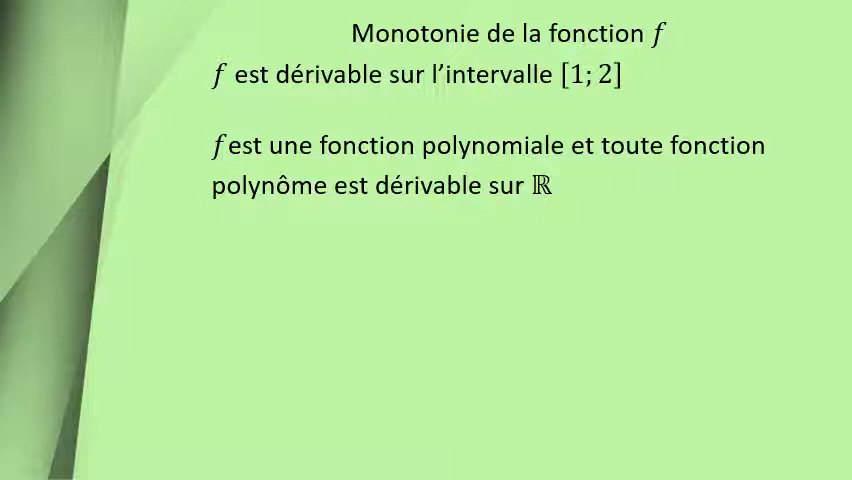 Monotonie de la fonction 𝑓
𝑓 est dérivable sur l’intervalle [1; 2]
𝑓 est une fonction polynomiale et toute fonction
polynôme est dérivable sur ℝ